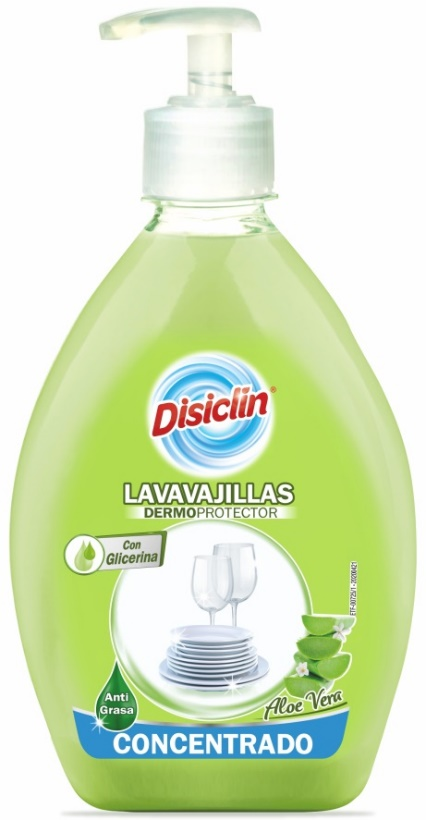 Disiclin®
LAVAVAJILLAS
DERMOPROTECTOR
Con
Glicerina
Anti
Grasa
Aloe Vera
CONCENTRADO